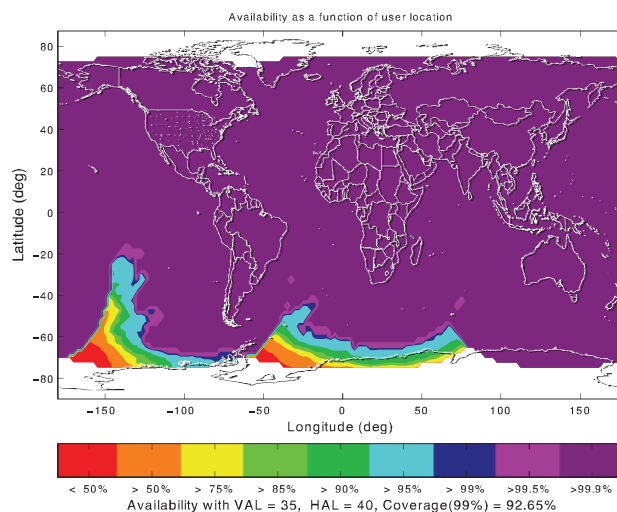 Availability as a function of user location
80
60
40
20
0
−20
−40
−60
−80
Latitude (deg)
−150 −100 −50 0 50 100 150
Longitude (deg)
< 50% > 50% > 75% > 85% > 90% > 95% > 99% >99.5% >99.9%
Availability with VAL = 35, HAL = 40, Coverage(99%) = 92.65%